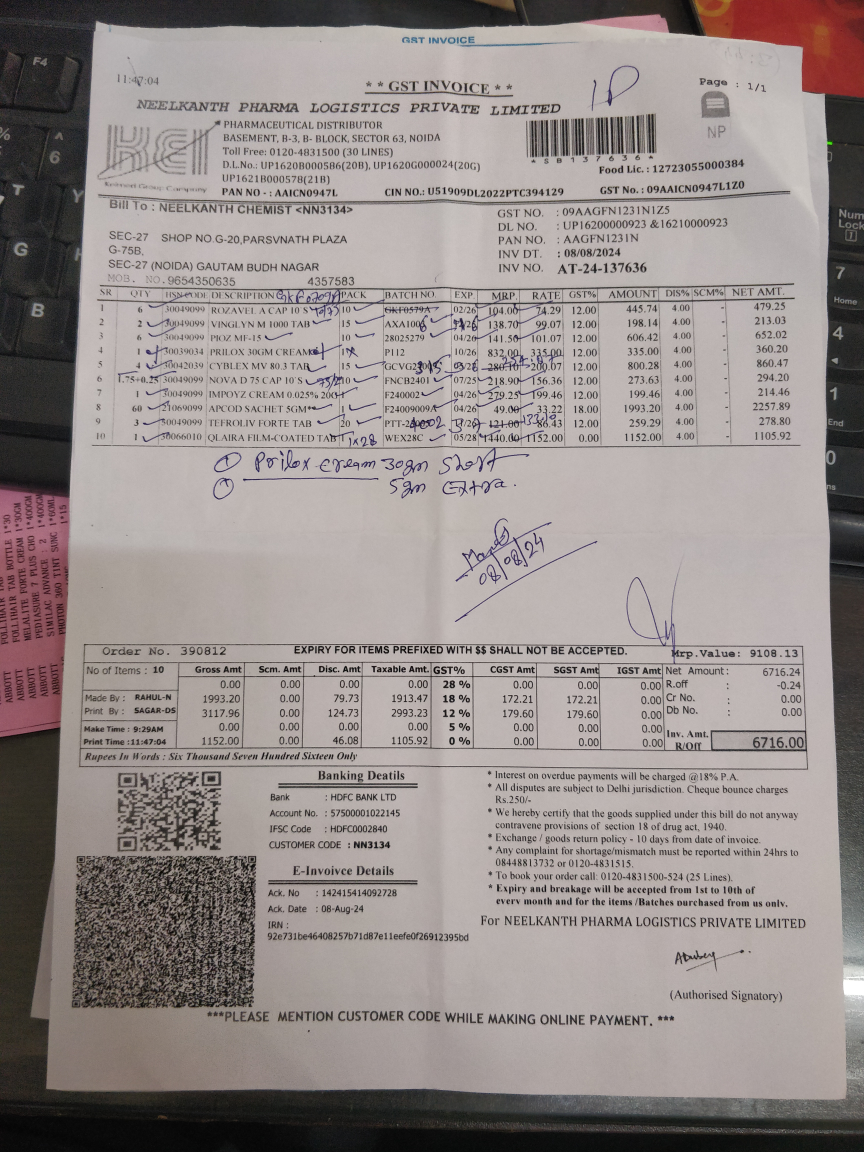 GST INVOICE
11:47:04
** GST INVOICE **
Page : 1/1
NEELKANTH PHARMA LOGISTICS PRIVATE LIMITED
KEI
Kermani Group Company
PHARMACEUTICAL DISTRIBUTOR
BASEMENT, B-3, B- BLOCK, SECTOR 63, NOIDA
Toll Free: 0120-4831500 (30 LINES)
D.L.No.: UP1620B000586(20B), UP1620G000024(20G)
UP1621B000578(21B)
PAN NO - : AAICN0947L
CIN NO.: U51909DL2022PTC394129
*SB137636*
NP
Food Lic. : 12723055000384
GST No. : 09AAICN0947L1Z0
Bill To : NEELKANTH CHEMIST <NN3134>
SEC-27 SHOP NO.G-20,PARSVNATH PLAZA
G-75B,
SEC-27 (NOIDA) GAUTAM BUDH NAGAR
MOB. NO.9654350635 4357583
GST NO. : 09AAGFN1231N1Z5
DL NO. : UP16200000923 &16210000923
PAN NO. : AAGFN1231N
INV DT. : 08/08/2024
INV NO. AT-24-137636
SR QTY HSN CODE DESCRIPTION PACK BATCH NO. EXP. MRP. RATE GST% AMOUNT DIS% SCM% NET AMT.
1 6 30049099 ROZAVEL A CAP 10 S 10 GKF0579A 02/26 104.00 74.29 12.00 445.74 4.00 - 479.25
2 2 30049099 VINGLYN M 1000 TAB 15 138.70 99.07 12.00 198.14 4.00 - 213.03
3 6 30049099 PIOZ MF-15 10 28025279 04/26 141.50 101.07 12.00 606.42 4.00 - 652.02
4 1 30039034 PRILOX 30GM CREAM P112 10/26 832.00 335.00 12.00 335.00 4.00 - 360.20
5 4 30042039 CYBLEX MV 80.3 TAB 15 280.10 200.07 12.00 800.28 4.00 - 860.47
6 1.75+0.25 30049099 NOVA D 75 CAP 10 S 10 FNCB2401 07/25 218.90 156.36 12.00 273.63 4.00 - 294.20
7 1 30049099 IMPOYZ CREAM 0.025% 20G 1 F240002 04/26 279.25 199.46 12.00 199.46 4.00 - 214.46
8 60 21069099 APCOD SACHET 5GM** 1 F24009009A 04/26 49.00 33.22 18.00 1993.20 4.00 - 2257.89
9 3 30049099 TEFROLIV FORTE TAB 20 121.00 86.43 12.00 259.29 4.00 - 278.80
10 1 30066010 QLAIRA FILM-COATED TAB 1x28 WEX28C 05/28 1440.00 1152.00 0.00 1152.00 4.00 - 1105.92
① Prilox Cream 30gm Short
① 5gm Extra.
08/08/24
Order No. 390812 EXPIRY FOR ITEMS PREFIXED WITH $$ SHALL NOT BE ACCEPTED. Mrp.Value: 9108.13
No of Items : 10 Gross Amt Scm. Amt Disc. Amt Taxable Amt. GST% CGST Amt SGST Amt IGST Amt Net Amount: 6716.24
0.00 0.00 0.00 0.00 28 % 0.00 0.00 0.00 R.off : -0.24
Made By : RAHUL-N 1993.20 0.00 79.73 1913.47 18 % 172.21 172.21 0.00 Cr No. : 0.00
Print By : SAGAR-DS 3117.96 0.00 124.73 2993.23 12 % 179.60 179.60 0.00 Db No. : 0.00
Make Time : 9:29AM 0.00 0.00 0.00 0.00 5 % 0.00 0.00 0.00
Print Time :11:47:04 1152.00 0.00 46.08 1105.92 0 % 0.00 0.00 0.00 Inv. Amt. R/Off 6716.00
Rupees In Words : Six Thousand Seven Hundred Sixteen Only
Banking Deatils
Bank : HDFC BANK LTD
Account No. : 57500001022145
IFSC Code : HDFC0002840
CUSTOMER CODE : NN3134
E-Invoivce Details
Ack. No : 142415414092728
Ack. Date : 08-Aug-24
IRN :
92e731be46408257b71d87e11eefe0f26912395bd
* Interest on overdue payments will be charged @18% P.A.
* All disputes are subject to Delhi jurisdiction. Cheque bounce charges
Rs.250/-
* We hereby certify that the goods supplied under this bill do not anyway
contravene provisions of section 18 of drug act, 1940.
* Exchange / goods return policy - 10 days from date of invoice.
* Any complaint for shortage/mismatch must be reported within 24hrs to
08448813732 or 0120-4831515.
* To book your order call: 0120-4831500-524 (25 Lines).
* Expiry and breakage will be accepted from 1st to 10th of
every month and for the items /Batches purchased from us only.
For NEELKANTH PHARMA LOGISTICS PRIVATE LIMITED
(Authorised Signatory)
***PLEASE MENTION CUSTOMER CODE WHILE MAKING ONLINE PAYMENT. ***